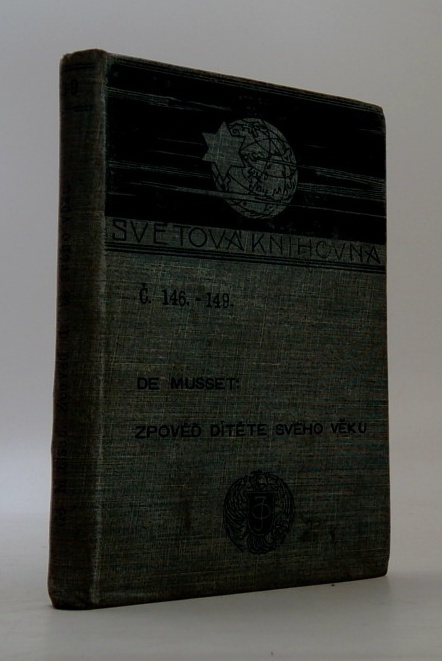 SVĚTOVÁ KNIHOVNA
Č. 146.-149.
DE MUSSET:
ZPOVĚĎ DÍTĚTE SVÉHO VĚKU